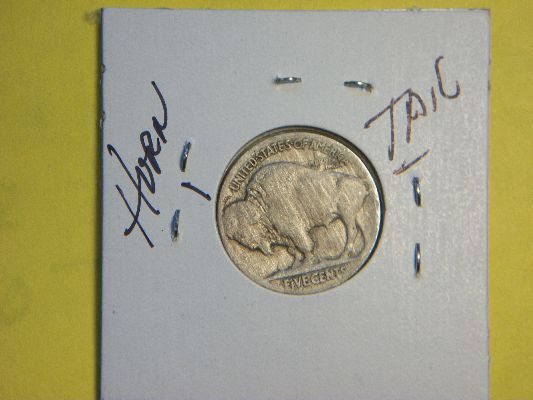 HORN
TAIL
UNITED STATES OF AMERICA
FIVE CENTS